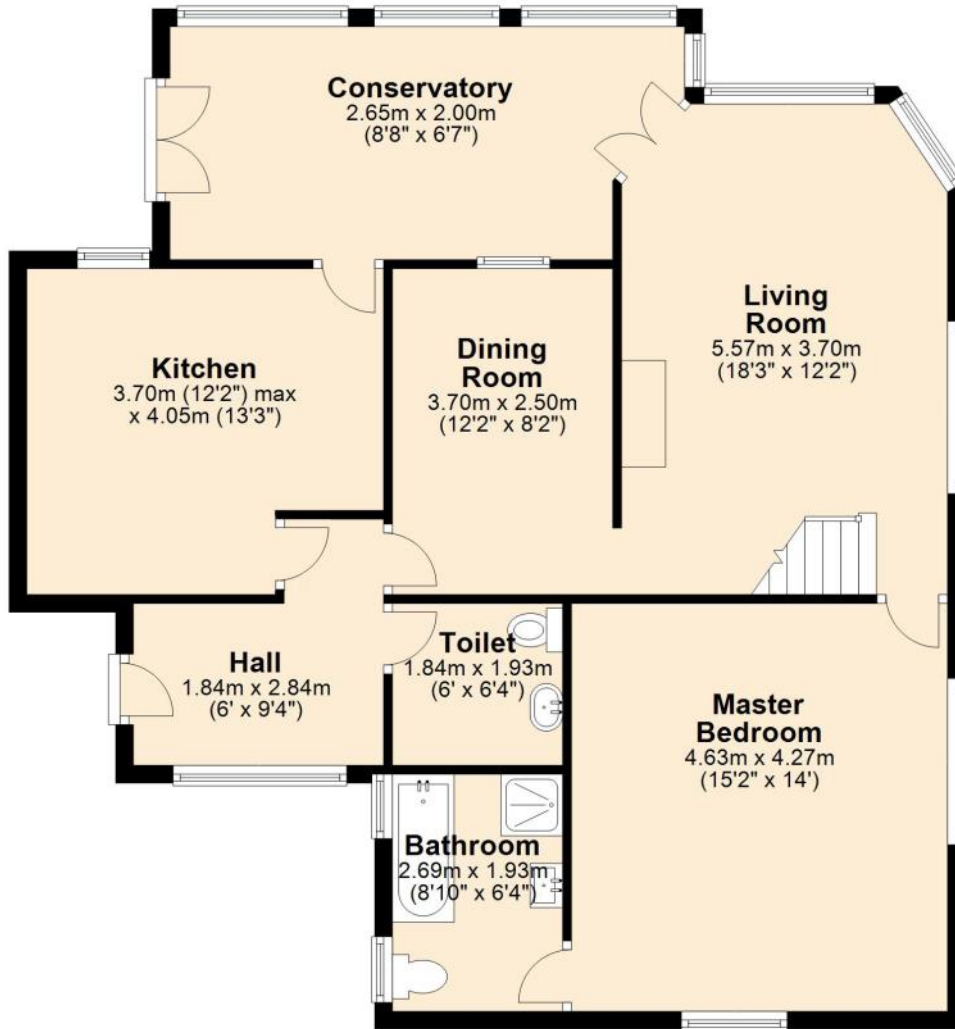 Conservatory
2.65m x 2.00m
(8'8" x 6'7")
Living
Room
5.57m x 3.70m
(18'3" x 12'2")
Dining
Room
3.70m x 2.50m
(12'2" x 8'2")
Kitchen
3.70m (12'2") max
x 4.05m (13'3")
Toilet
1.84m x 1.93m
(6' x 6'4")
Hall
1.84m x 2.84m
(6' x 9'4")
Master
Bedroom
4.63m x 4.27m
(15'2" x 14')
Bathroom
2.69m x 1.93m
(8'10" x 6'4")